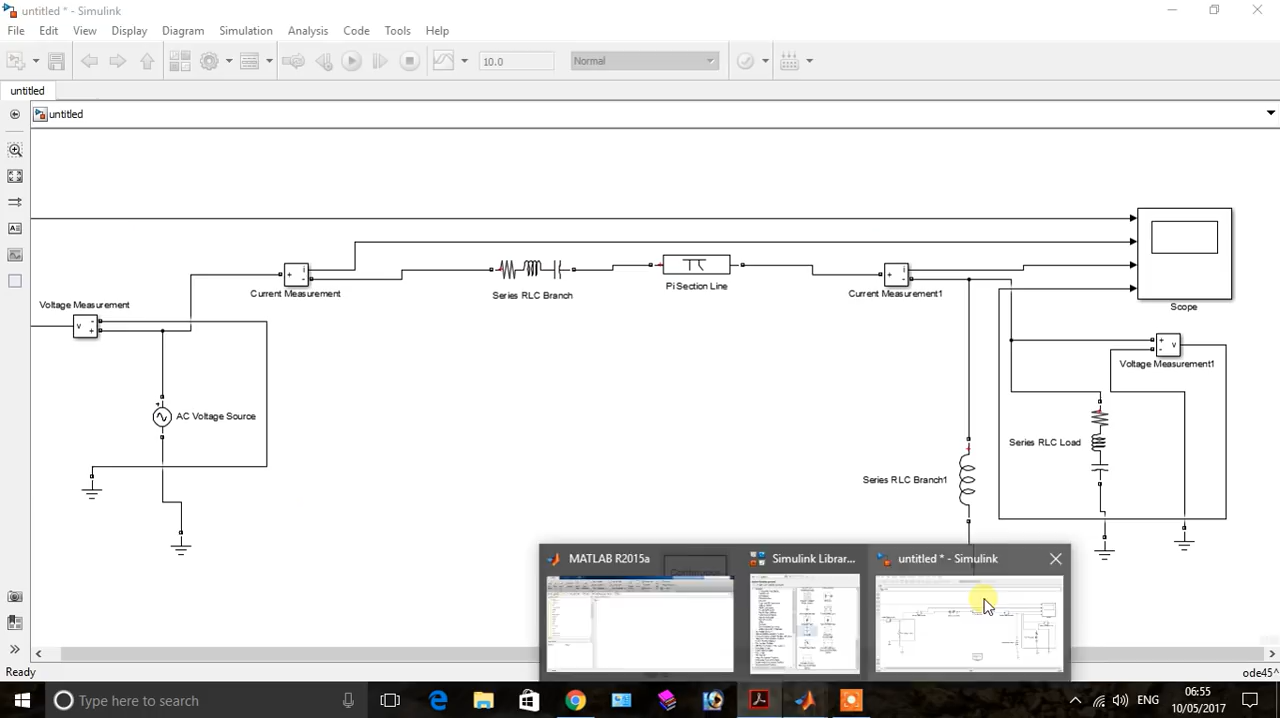 untitled * - Simulink
File Edit View Display Diagram Simulation Analysis Code Tools Help
10.0 Normal
untitled
untitled
Voltage Measurement
Current Measurement
Series RLC Branch
Pi Section Line
Current Measurement1
Scope
Voltage Measurement1
AC Voltage Source
Series RLC Load
Series RLC Branch1
MATLAB R2015a
Simulink Librar...
untitled * - Simulink
Continuous
Ready
ode45
Type here to search
ENG
06:55
10/05/2017